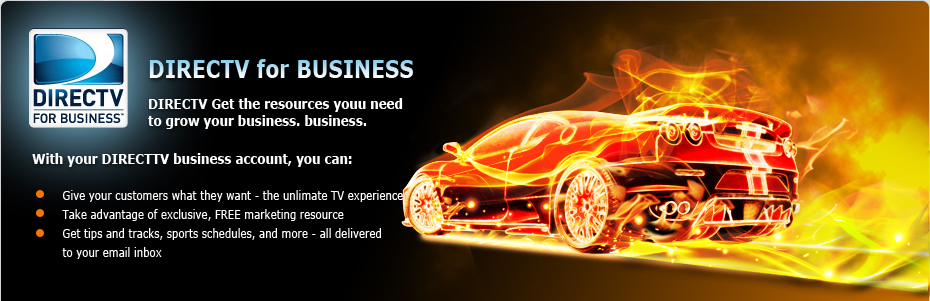 DIRECTV
FOR BUSINESS™
DIRECTV for BUSINESS
DIRECTV Get the resources youu need
to grow your business. business.
With your DIRECTTV business account, you can:
Give your customers what they want - the unlimate TV experience
Take advantage of exclusive, FREE marketing resource
Get tips and tracks, sports schedules, and more - all delivered
to your email inbox